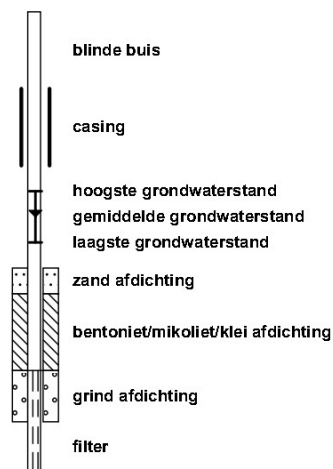 blinde buis
casing
hoogste grondwaterstand
gemiddelde grondwaterstand
laagste grondwaterstand
zand afdichting
bentoniet/mikoliet/klei afdichting
grind afdichting
filter